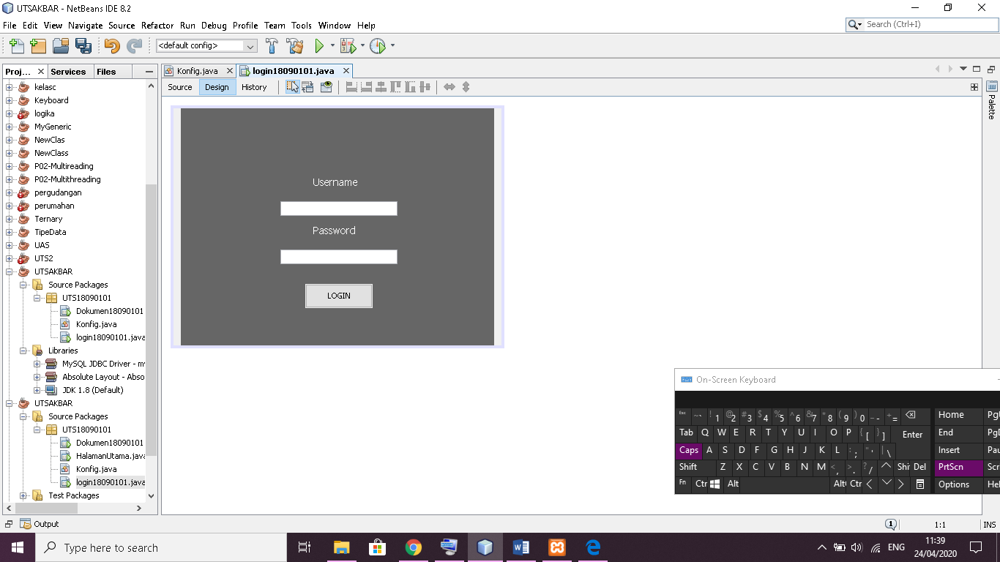 UTSAKBAR - NetBeans IDE 8.2
File Edit View Navigate Source Refactor Run Debug Profile Team Tools Window Help
Search (Ctrl+I)
<default config>
Proj... Services Files
kelasc
Keyboard
logika
MyGeneric
NewClas
NewClass
P02-Multireading
P02-Multithreading
pergudangan
perumahan
Ternary
TipeData
UAS
UTS2
UTSAKBAR
Source Packages
UTS18090101
Dokumen18090101
Konfig.java
login18090101.java
Libraries
MySQL JDBC Driver - my
Absolute Layout - Abso
JDK 1.8 (Default)
UTSAKBAR
Source Packages
UTS18090101
Dokumen18090101
HalamanUtama.java
Konfig.java
login18090101.java
Test Packages
Konfig.java login18090101.java
Source Design History
Username
Password
LOGIN
Palette
On-Screen Keyboard
Esc ~ ` ! 1 @ 2 # 3 $ 4 % 5 ^ 6 & 7 * 8 ( 9 ) 0 _ - + = Home PgU
Tab Q W E R T Y U I O P { [ } ] Enter End PgD
Caps A S D F G H J K L : ; " ' | \ Insert Pau
Shift Z X C V B N M < , > . ? / Shi Del PrtScn Scr
Fn Ctr Alt Alt Ctr Options Hel
Output
1
1:1 INS
Type here to search
ENG
11:39
24/04/2020